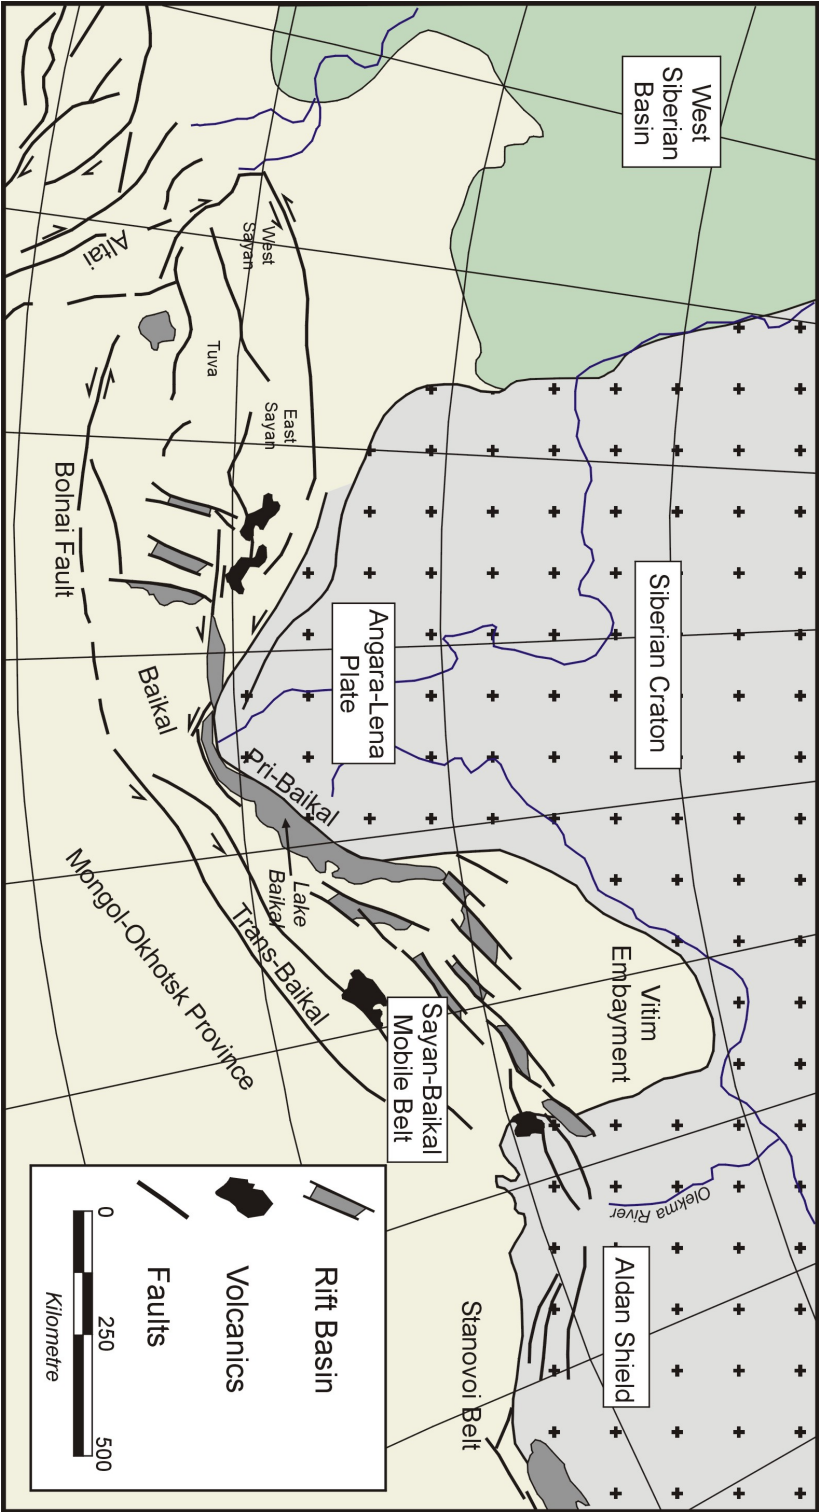 West
Siberian
Basin
Siberian Craton
Angara-Lena
Plate
Vitim
Embayment
Aldan Shield
Olekma River
Sayan-Baikal
Mobile Belt
Stanovoi Belt
West
Sayan
Altai
Tuva
East
Sayan
Bolnai Fault
Baikal
Pri-Baikal
Lake
Baikal
Trans-Baikal
Mongol-Okhotsk Province
Rift Basin
Volcanics
Faults
0
250
500
Kilometre